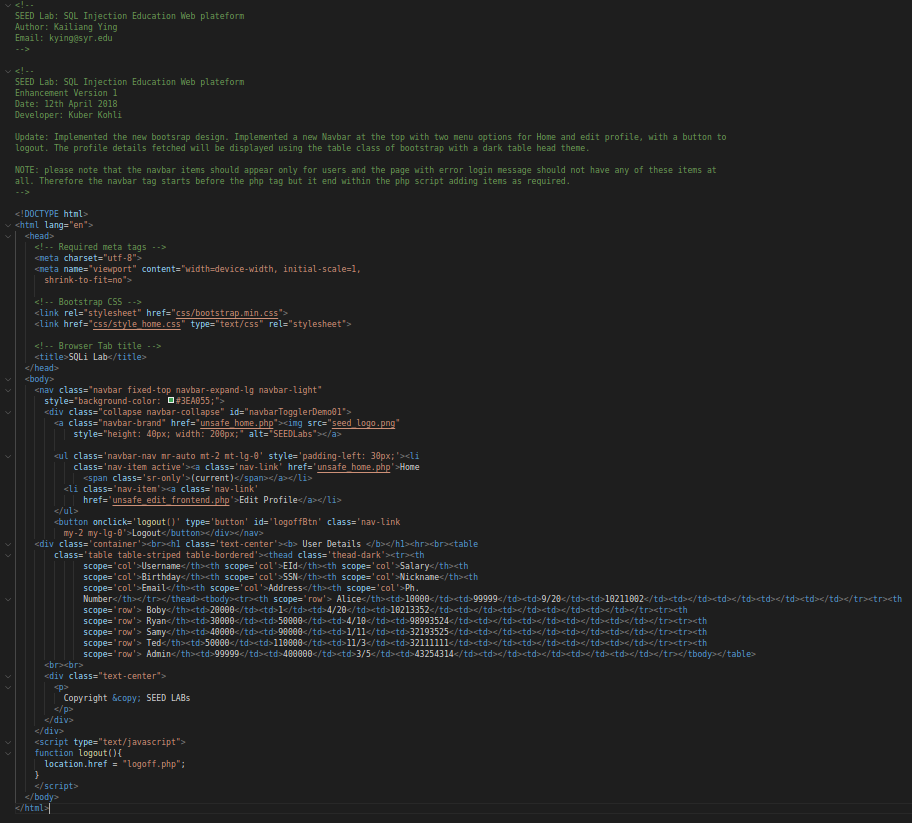 <!--
SEED Lab: SQL Injection Education Web plateform
Author: Kailiang Ying
Email: kying@syr.edu
-->
<!--
SEED Lab: SQL Injection Education Web plateform
Enhancement Version 1
Date: 12th April 2018
Developer: Kuber Kohli
Update: Implemented the new bootsrap design. Implemented a new Navbar at the top with two menu options for Home and edit profile, with a button to
logout. The profile details fetched will be displayed using the table class of bootstrap with a dark table head theme.
NOTE: please note that the navbar items should appear only for users and the page with error login message should not have any of these items at
all. Therefore the navbar tag starts before the php tag but it end within the php script adding items as required.
-->
<!DOCTYPE html>
<html lang="en">
<head>
<!-- Required meta tags -->
<meta charset="utf-8">
<meta name="viewport" content="width=device-width, initial-scale=1,
shrink-to-fit=no">
<!-- Bootstrap CSS -->
<link rel="stylesheet" href="css/bootstrap.min.css">
<link href="css/style_home.css" type="text/css" rel="stylesheet">
<!-- Browser Tab title -->
<title>SQLi Lab</title>
</head>
<body>
<nav class="navbar fixed-top navbar-expand-lg navbar-light"
style="background-color: #3EA055;">
<div class="collapse navbar-collapse" id="navbarTogglerDemo01">
<a class="navbar-brand" href="unsafe_home.php"><img src="seed_logo.png"
style="height: 40px; width: 200px;" alt="SEEDLabs"></a>
<ul class='navbar-nav mr-auto mt-2 mt-lg-0' style='padding-left: 30px;'><li
class='nav-item active'><a class='nav-link' href='unsafe_home.php'>Home
<span class='sr-only'>(current)</span></a></li>
<li class='nav-item'><a class='nav-link'
href='unsafe_edit_frontend.php'>Edit Profile</a></li>
</ul>
<button onclick='logout()' type='button' id='logoffBtn' class='nav-link
my-2 my-lg-0'>Logout</button></div></nav>
<div class='container'><br><h1 class='text-center'><b> User Details </b></h1><hr><br><table
class='table table-striped table-bordered'><thead class='thead-dark'><tr><th
scope='col'>Username</th><th scope='col'>EId</th><th scope='col'>Salary</th><th
scope='col'>Birthday</th><th scope='col'>SSN</th><th scope='col'>Nickname</th><th
scope='col'>Email</th><th scope='col'>Address</th><th scope='col'>Ph.
Number</th></tr></thead><tbody><tr><th scope='row'> Alice</th><td>10000</td><td>99999</td><td>9/20</td><td>10211002</td><td></td><td></td><td></td><td></td></tr><tr><th
scope='row'> Boby</th><td>20000</td><td>1</td><td>4/20</td><td>10213352</td><td></td><td></td><td></td><td></td></tr><tr><th
scope='row'> Ryan</th><td>30000</td><td>50000</td><td>4/10</td><td>98993524</td><td></td><td></td><td></td><td></td></tr><tr><th
scope='row'> Samy</th><td>40000</td><td>90000</td><td>1/11</td><td>32193525</td><td></td><td></td><td></td><td></td></tr><tr><th
scope='row'> Ted</th><td>50000</td><td>110000</td><td>11/3</td><td>32111111</td><td></td><td></td><td></td><td></td></tr><tr><th
scope='row'> Admin</th><td>99999</td><td>400000</td><td>3/5</td><td>43254314</td><td></td><td></td><td></td><td></td></tr></tbody></table>
<br><br>
<div class="text-center">
<p>
Copyright &copy; SEED LABs
</p>
</div>
</div>
<script type="text/javascript">
function logout(){
location.href = "logoff.php";
}
</script>
</body>
</html>